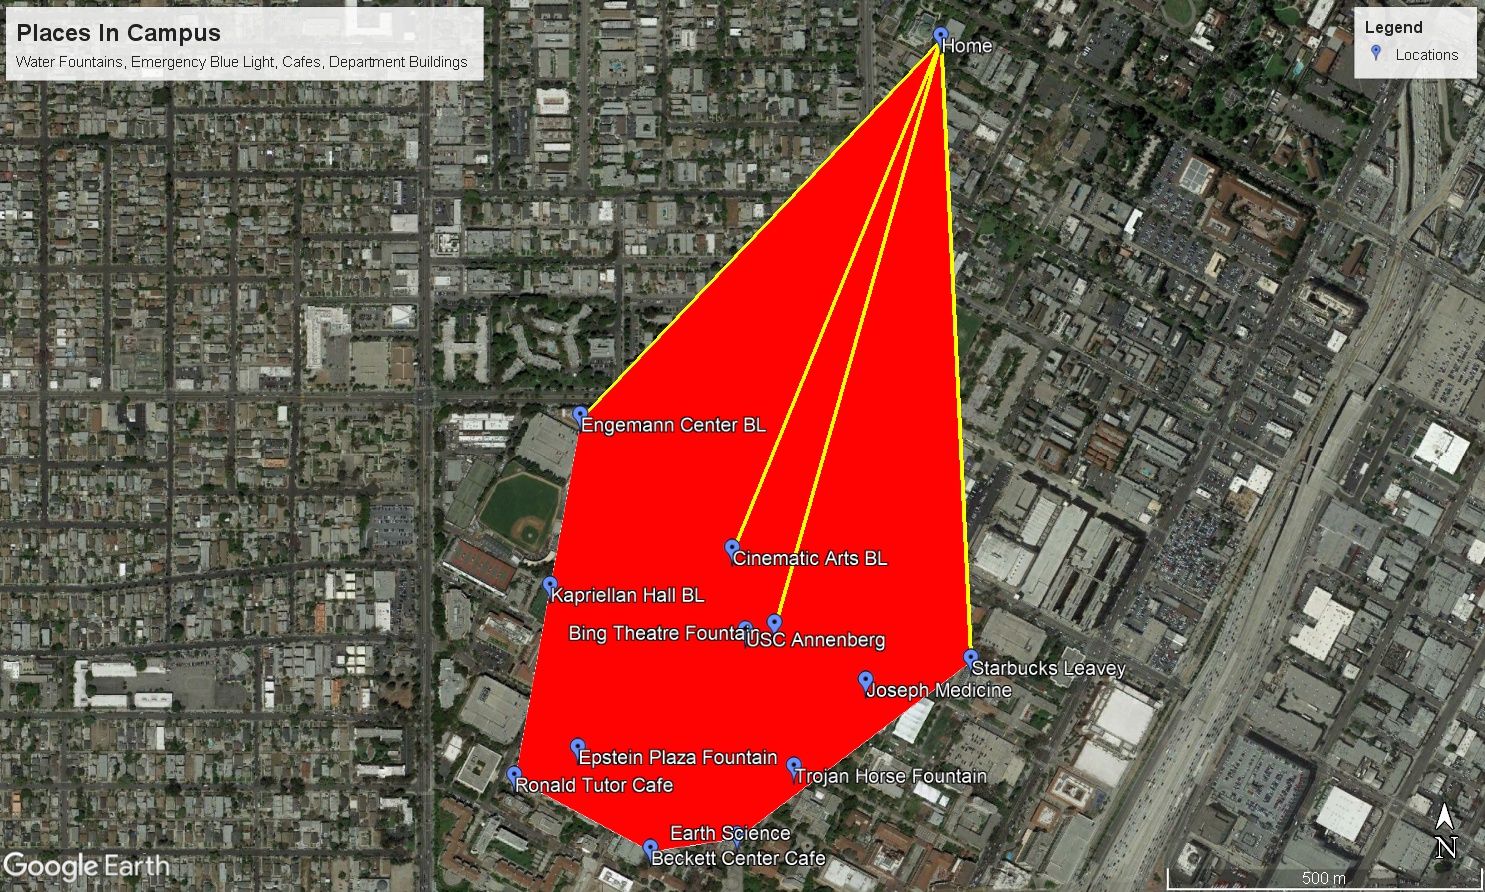 Places In Campus
Water Fountains, Emergency Blue Light, Cafes, Department Buildings
Legend
Locations
Home
Engemann Center BL
Cinematic Arts BL
Kapriellan Hall BL
Bing Theatre Fountain
USC Annenberg
Starbucks Leavey
Joseph Medicine
Epstein Plaza Fountain
Trojan Horse Fountain
Ronald Tutor Cafe
Earth Science
Beckett Center Cafe
N
Google Earth
500 m